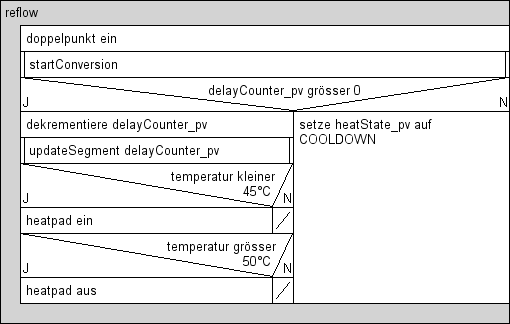 reflow
doppelpunkt ein
startConversion
delayCounter_pv grösser 0
J
N
dekrementiere delayCounter_pv
updateSegment delayCounter_pv
temperatur kleiner
45°C
J
N
heatpad ein
temperatur grösser
50°C
J
N
heatpad aus
setze heatState_pv auf
COOLDOWN